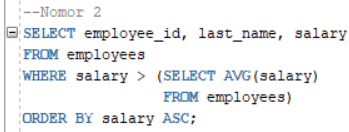 --Nomor 2
SELECT employee_id, last_name, salary
FROM employees
WHERE salary > (SELECT AVG(salary)
FROM employees)
ORDER BY salary ASC;